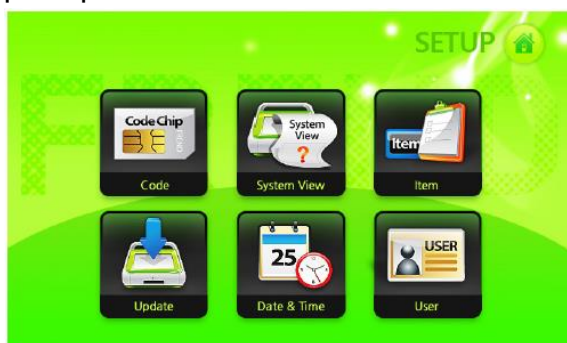 SETUP
Code Chip
Code
System
View
?
System View
Item
Item
Update
25
Date & Time
USER
User